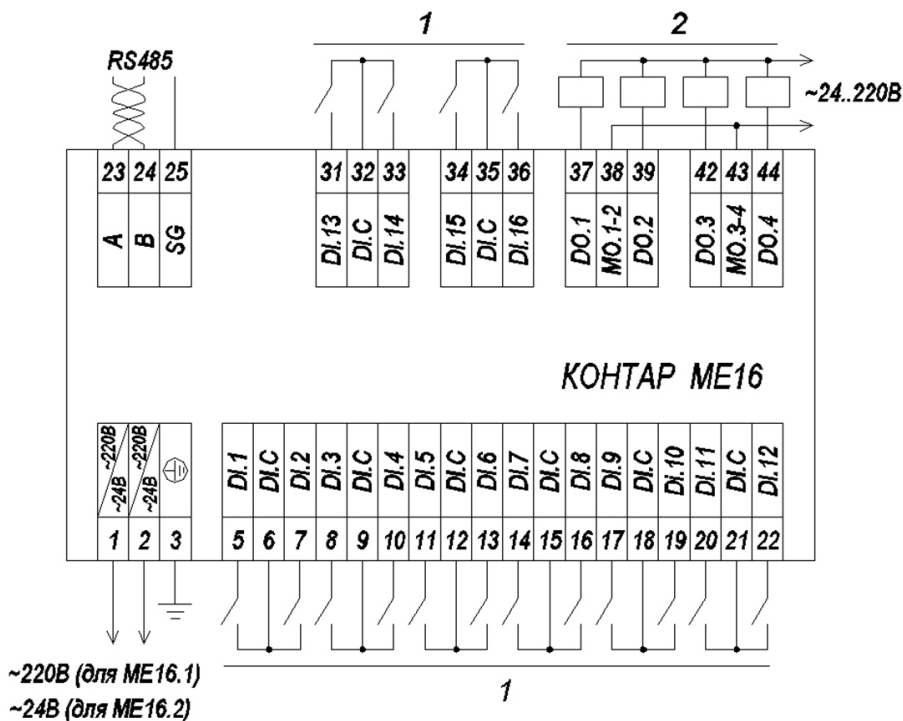 1 2
RS485
~24..220В
23 24 25 31 32 33 34 35 36 37 38 39 42 43 44
A B SG DI.13 DI.C DI.14 DI.15 DI.C DI.16 DO.1 MO.1-2 DO.2 DO.3 MO.3-4 DO.4
КОНТАР МЕ16
~220В ~24В ~220В ~24В DI.1 DI.C DI.2 DI.3 DI.C DI.4 DI.5 DI.C DI.6 DI.7 DI.C DI.8 DI.9 DI.C Di.10 DI.11 DI.C DI.12
1 2 3 5 6 7 8 9 10 11 12 13 14 15 16 17 18 19 20 21 22
~220В (для МЕ16.1)
~24В (для МЕ16.2)
1